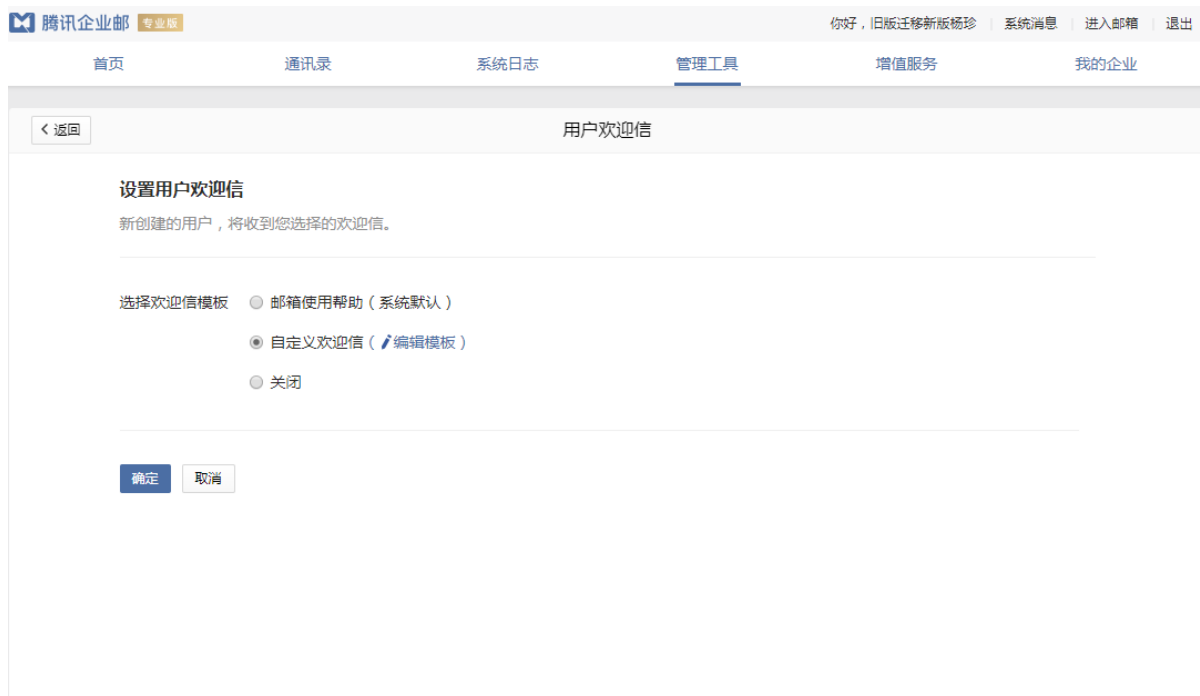 腾讯企业邮 专业版 你好，旧版迁移新版杨珍 系统消息 进入邮箱 退出
首页 通讯录 系统日志 管理工具 增值服务 我的企业
返回 用户欢迎信
设置用户欢迎信
新创建的用户，将收到您选择的欢迎信。
选择欢迎信模板 邮箱使用帮助（系统默认）
自定义欢迎信（编辑模板）
关闭
确定 取消